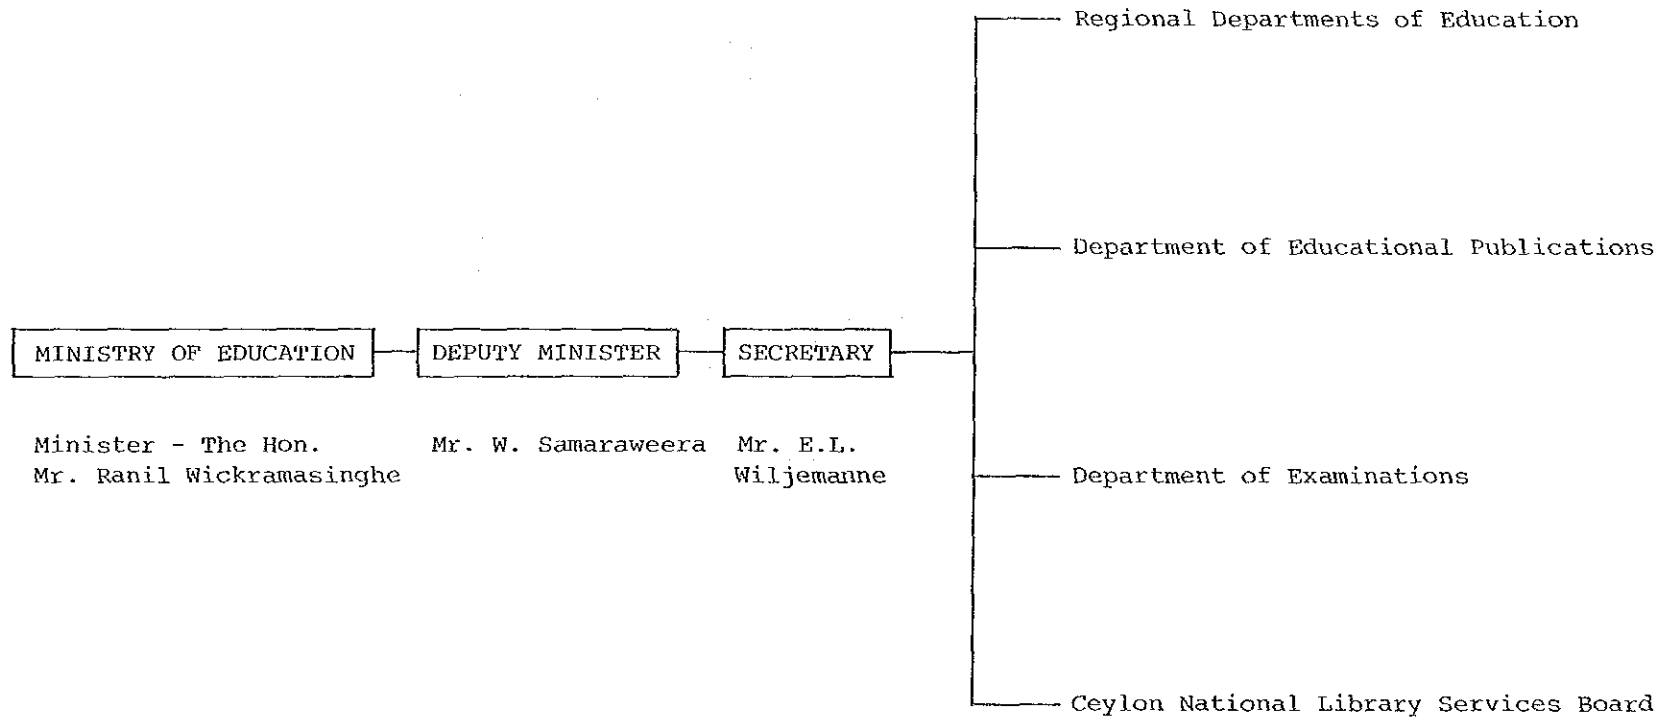 Regional Departments of Education
Department of Educational Publications
MINISTRY OF EDUCATION
DEPUTY MINISTER
SECRETARY
Minister - The Hon.
Mr. Ranil Wickramasinghe
Mr. W. Samaraweera
Mr. E.L.
Wiljemanne
Department of Examinations
Ceylon National Library Services Board